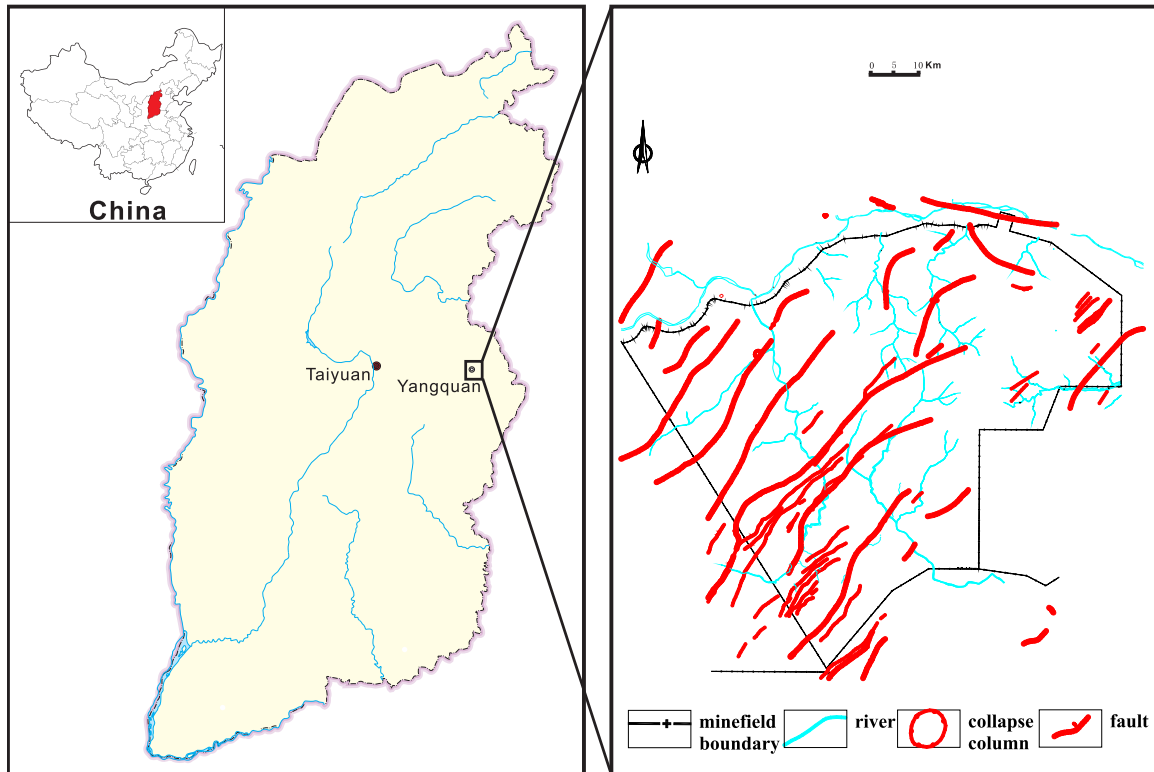 China
Taiyuan
Yangquan
0 5 10 Km
minefield
boundary
river
collapse
column
fault